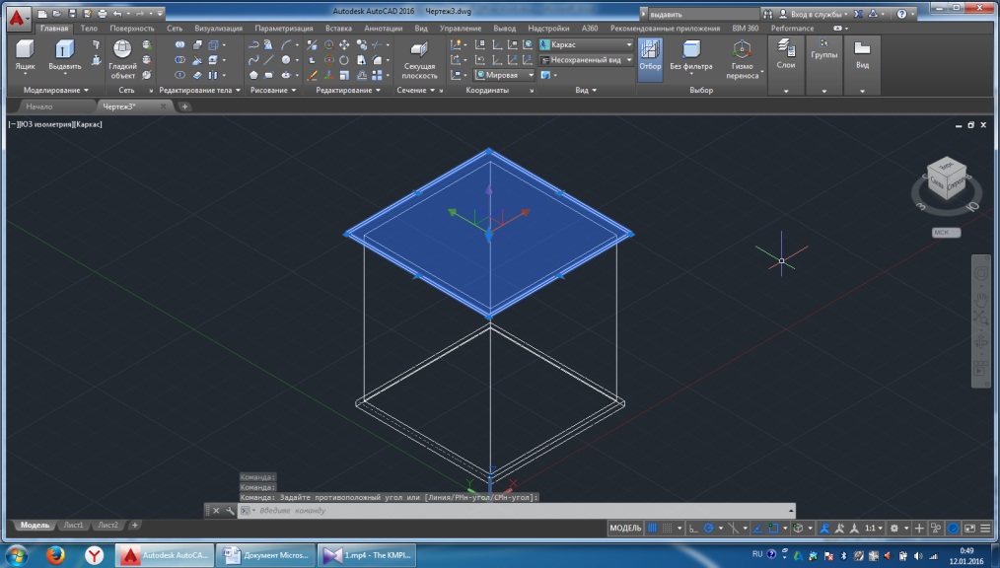 Autodesk AutoCAD 2016 Чертеж3.dwg
выдавить
Вход в службы
Главная Тело Поверхность Сеть Визуализация Параметризация Вставка Аннотации Вид Управление Вывод Надстройки A360 Рекомендованные приложения BIM 360 Performance
Ящик Выдавить Гладкий объект Секущая плоскость
Каркас
Несохраненный вид
Мировая
Отбор Без фильтра Гизмо переноса Слои Группы Вид
Моделирование Сеть Редактирование тела Рисование Редактирование Сечение Координаты Вид Выбор
Начало Чертеж3*
[−][ЮЗ изометрия][Каркас]
Верх
Слева Спереди
З Ю
МСК
Y X
Команда:
Команда:
Команда: Задайте противоположный угол или [Линия/РМн-угол/СМн-угол]:
Введите команду
Модель Лист1 Лист2
МОДЕЛЬ 1:1
Autodesk AutoCA... Документ Micros... 1.mp4 - The KMPl...
RU
0:49
12.01.2016